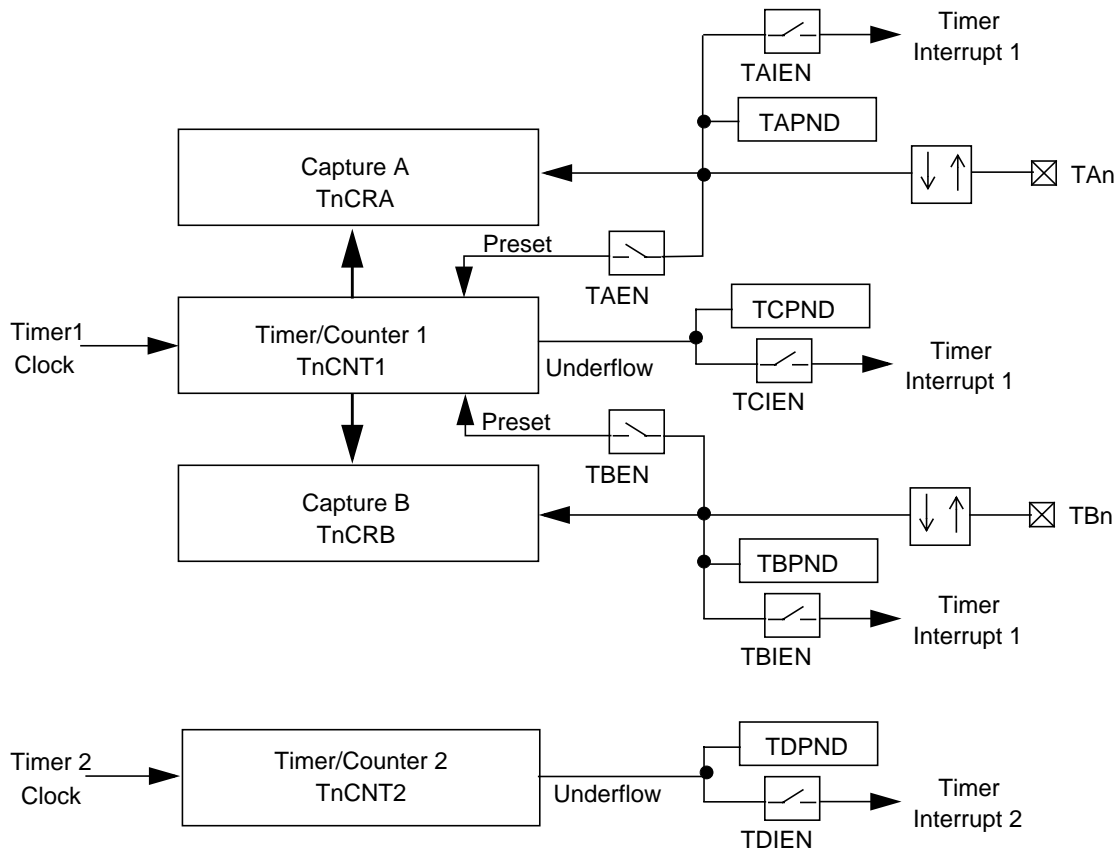 Timer
Interrupt 1
TAIEN
TAPND
Capture A
TnCRA
TAn
Preset
TAEN
TCPND
Timer1
Clock
Timer/Counter 1
TnCNT1
Underflow
Timer
Interrupt 1
TCIEN
Preset
TBEN
Capture B
TnCRB
TBn
TBPND
Timer
Interrupt 1
TBIEN
TDPND
Timer 2
Clock
Timer/Counter 2
TnCNT2
Underflow
Timer
Interrupt 2
TDIEN